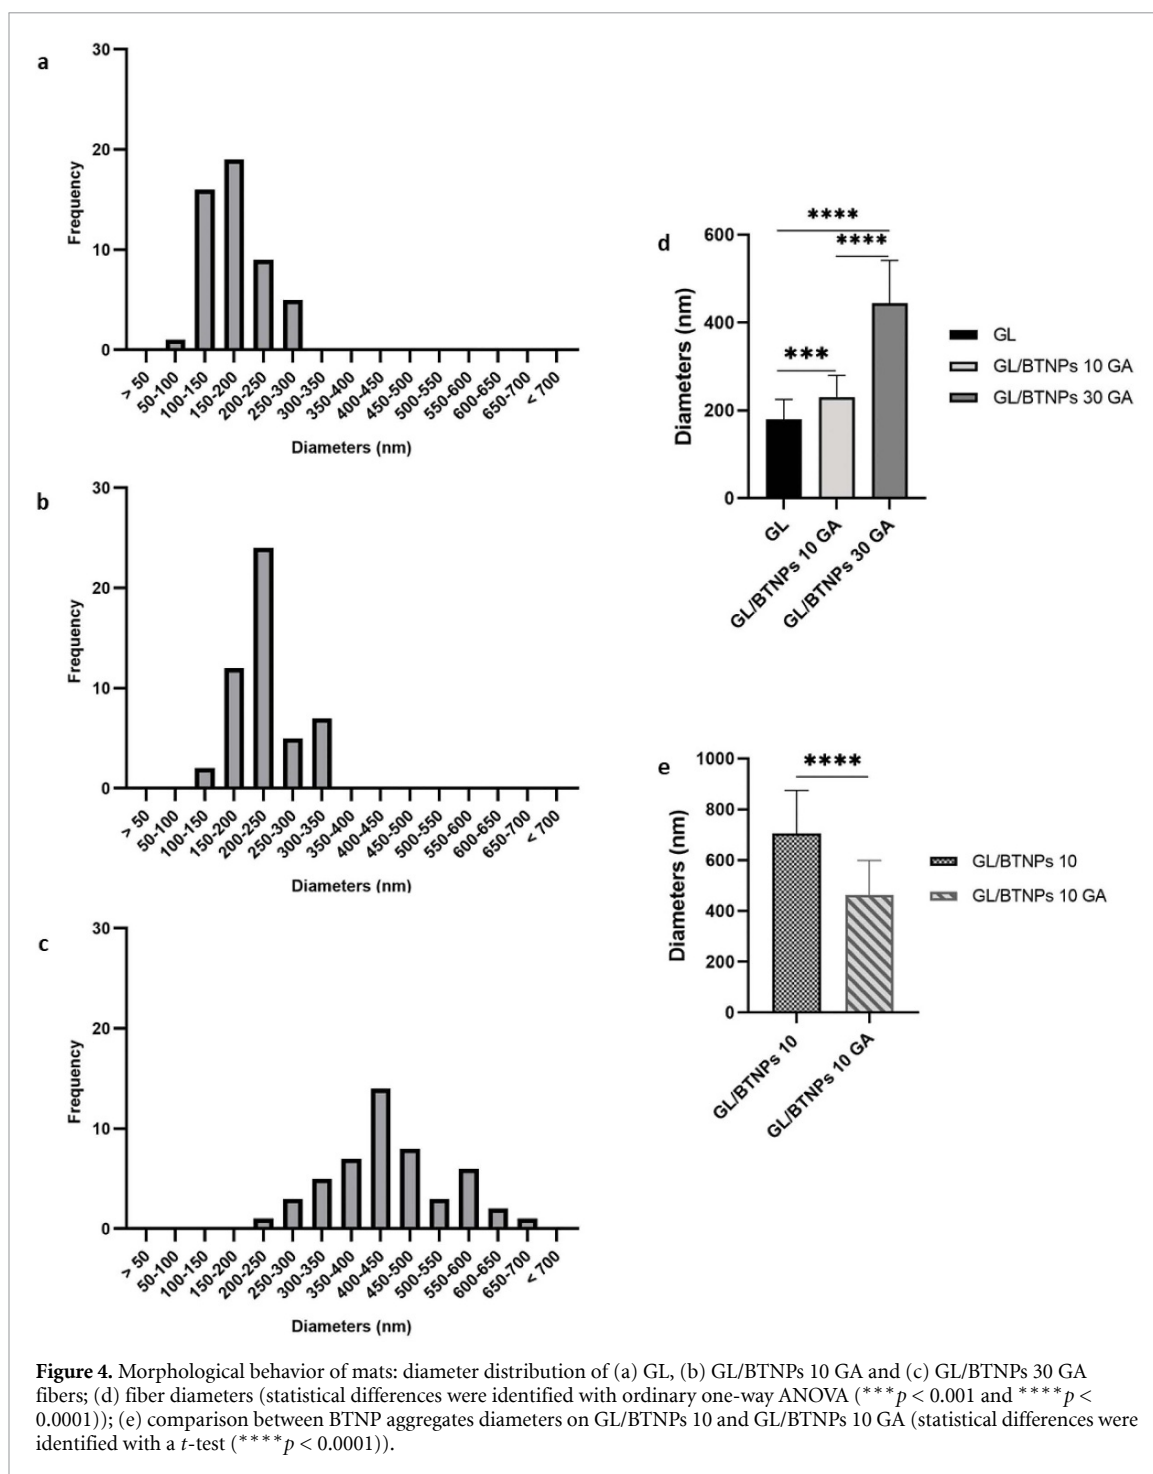 a
30
20
10
0
Frequency
> 50
50-100
100-150
150-200
200-250
250-300
300-350
350-400
400-450
450-500
500-550
550-600
600-650
650-700
< 700
Diameters (nm)
b
30
20
10
0
Frequency
> 50
50-100
100-150
150-200
200-250
250-300
300-350
350-400
400-450
450-500
500-550
550-600
600-650
650-700
< 700
Diameters (nm)
c
30
20
10
0
Frequency
> 50
50-100
100-150
150-200
200-250
250-300
300-350
350-400
400-450
450-500
500-550
550-600
600-650
650-700
< 700
Diameters (nm)
d
600
400
200
0
Diameters (nm)
****
****
***
GL
GL/BTNPs 10 GA
GL/BTNPs 30 GA
GL
GL/BTNPs 10 GA
GL/BTNPs 30 GA
e
1000
800
600
400
200
0
Diameters (nm)
****
GL/BTNPs 10
GL/BTNPs 10 GA
GL/BTNPs 10
GL/BTNPs 10 GA
Figure 4. Morphological behavior of mats: diameter distribution of (a) GL, (b) GL/BTNPs 10 GA and (c) GL/BTNPs 30 GA
fibers; (d) fiber diameters (statistical differences were identified with ordinary one-way ANOVA (***p < 0.001 and ****p <
0.0001)); (e) comparison between BTNP aggregates diameters on GL/BTNPs 10 and GL/BTNPs 10 GA (statistical differences were
identified with a t-test (****p < 0.0001)).